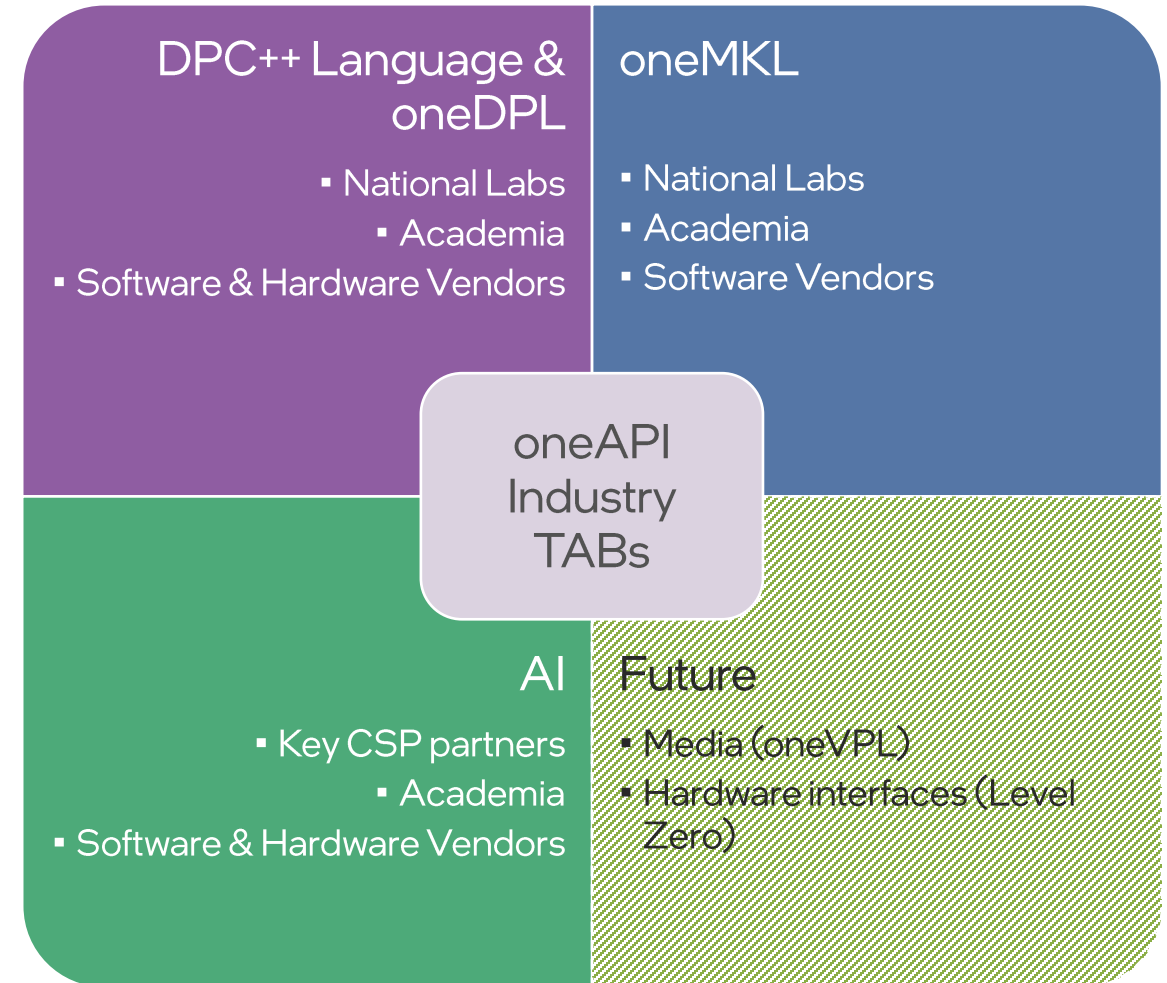 DPC++ Language &
oneDPL
▪ National Labs
▪ Academia
▪ Software & Hardware Vendors
oneMKL
▪ National Labs
▪ Academia
▪ Software Vendors
oneAPI
Industry
TABs
AI
▪ Key CSP partners
▪ Academia
▪ Software & Hardware Vendors
Future
▪ Media (oneVPL)
▪ Hardware interfaces (Level
Zero)